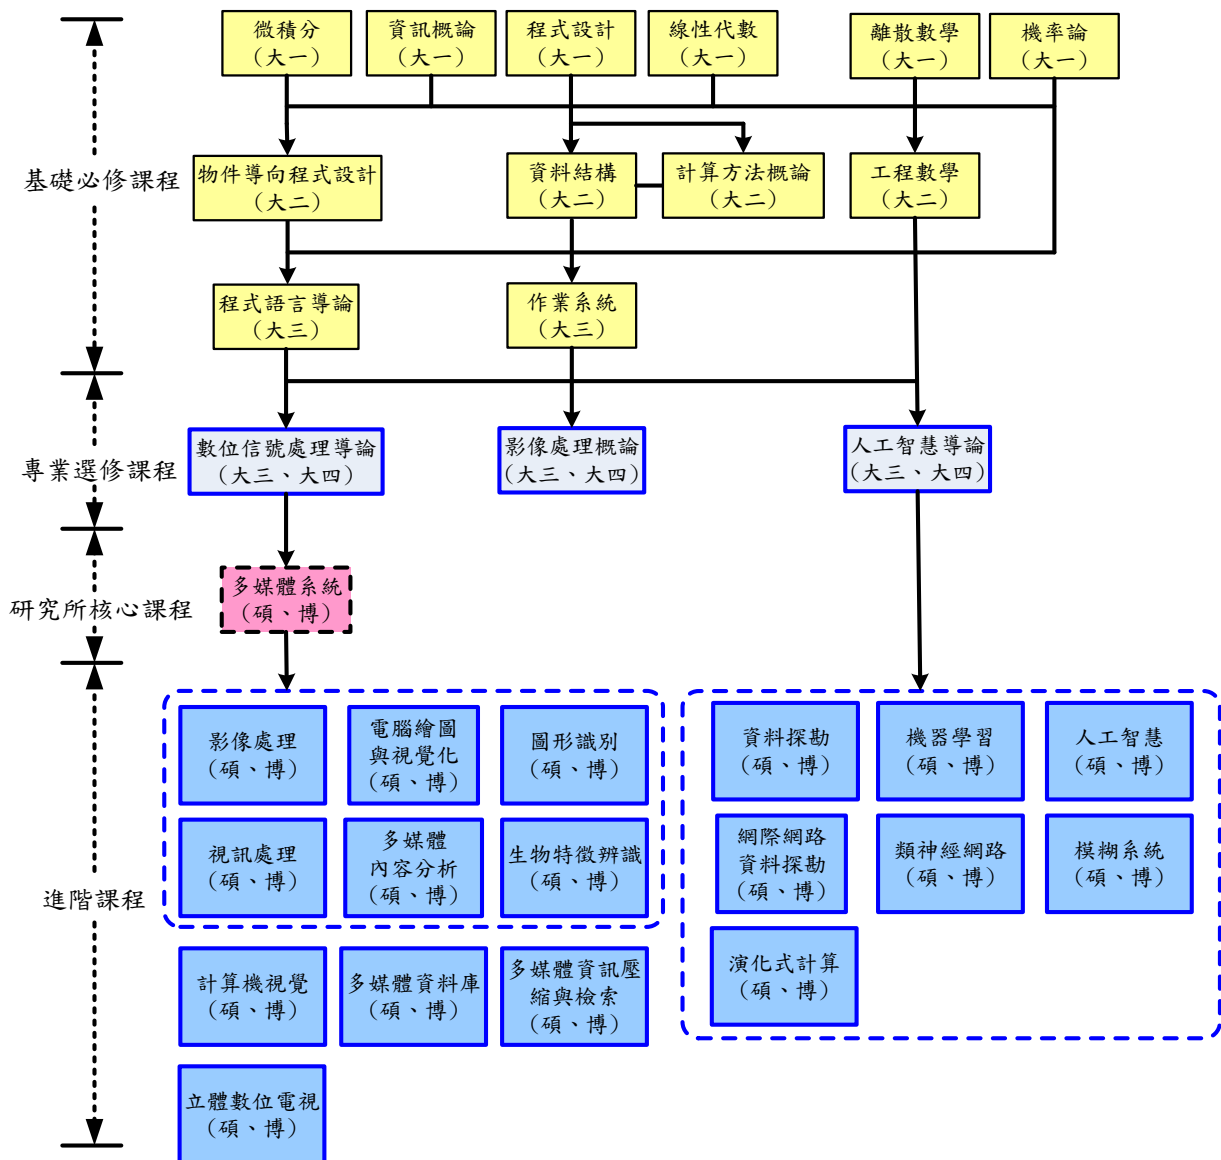 微積分
（大一）
資訊概論
（大一）
程式設計
（大一）
線性代數
（大一）
離散數學
（大一）
機率論
（大一）
基礎必修課程
物件導向程式設計
（大二）
資料結構
（大二）
計算方法概論
（大二）
工程數學
（大二）
程式語言導論
（大三）
作業系統
（大三）
專業選修課程
數位信號處理導論
（大三、大四）
影像處理概論
（大三、大四）
人工智慧導論
（大三、大四）
研究所核心課程
多媒體系統
（碩、博）
進階課程
影像處理
（碩、博）
電腦繪圖
與視覺化
（碩、博）
圖形識別
（碩、博）
視訊處理
（碩、博）
多媒體
內容分析
（碩、博）
生物特徵辨識
（碩、博）
計算機視覺
（碩、博）
多媒體資料庫
（碩、博）
多媒體資訊壓
縮與檢索
（碩、博）
立體數位電視
（碩、博）
資料探勘
（碩、博）
機器學習
（碩、博）
人工智慧
（碩、博）
網際網路
資料探勘
（碩、博）
類神經網路
（碩、博）
模糊系統
（碩、博）
演化式計算
（碩、博）